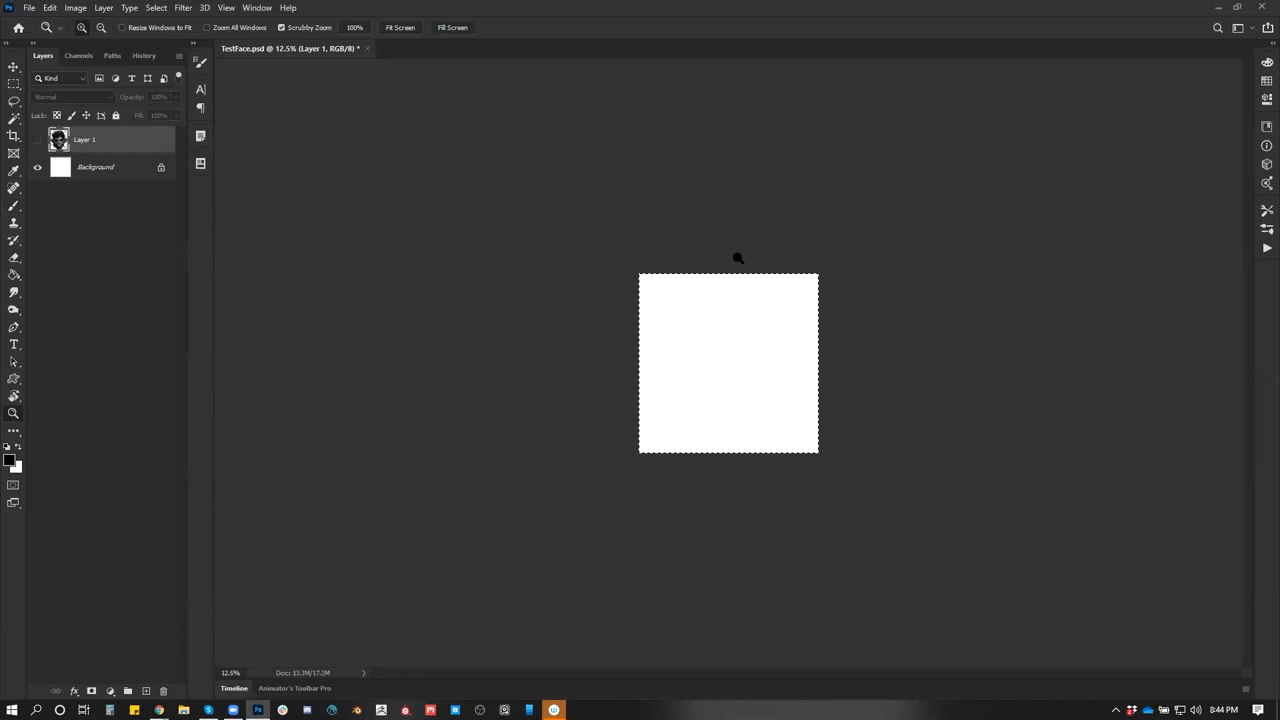 Ps File Edit Image Layer Type Select Filter 3D View Window Help
Resize Windows to Fit Zoom All Windows Scrubby Zoom 100% Fit Screen Fill Screen
TestFace.psd @ 12.5% (Layer 1, RGB/8) *
Layers Channels Paths History
Kind
Normal Opacity: 100%
Lock: Fill: 100%
Layer 1
Background
12.5% Doc: 13.3M/17.2M
Timeline Animator's Toolbar Pro
8:44 PM